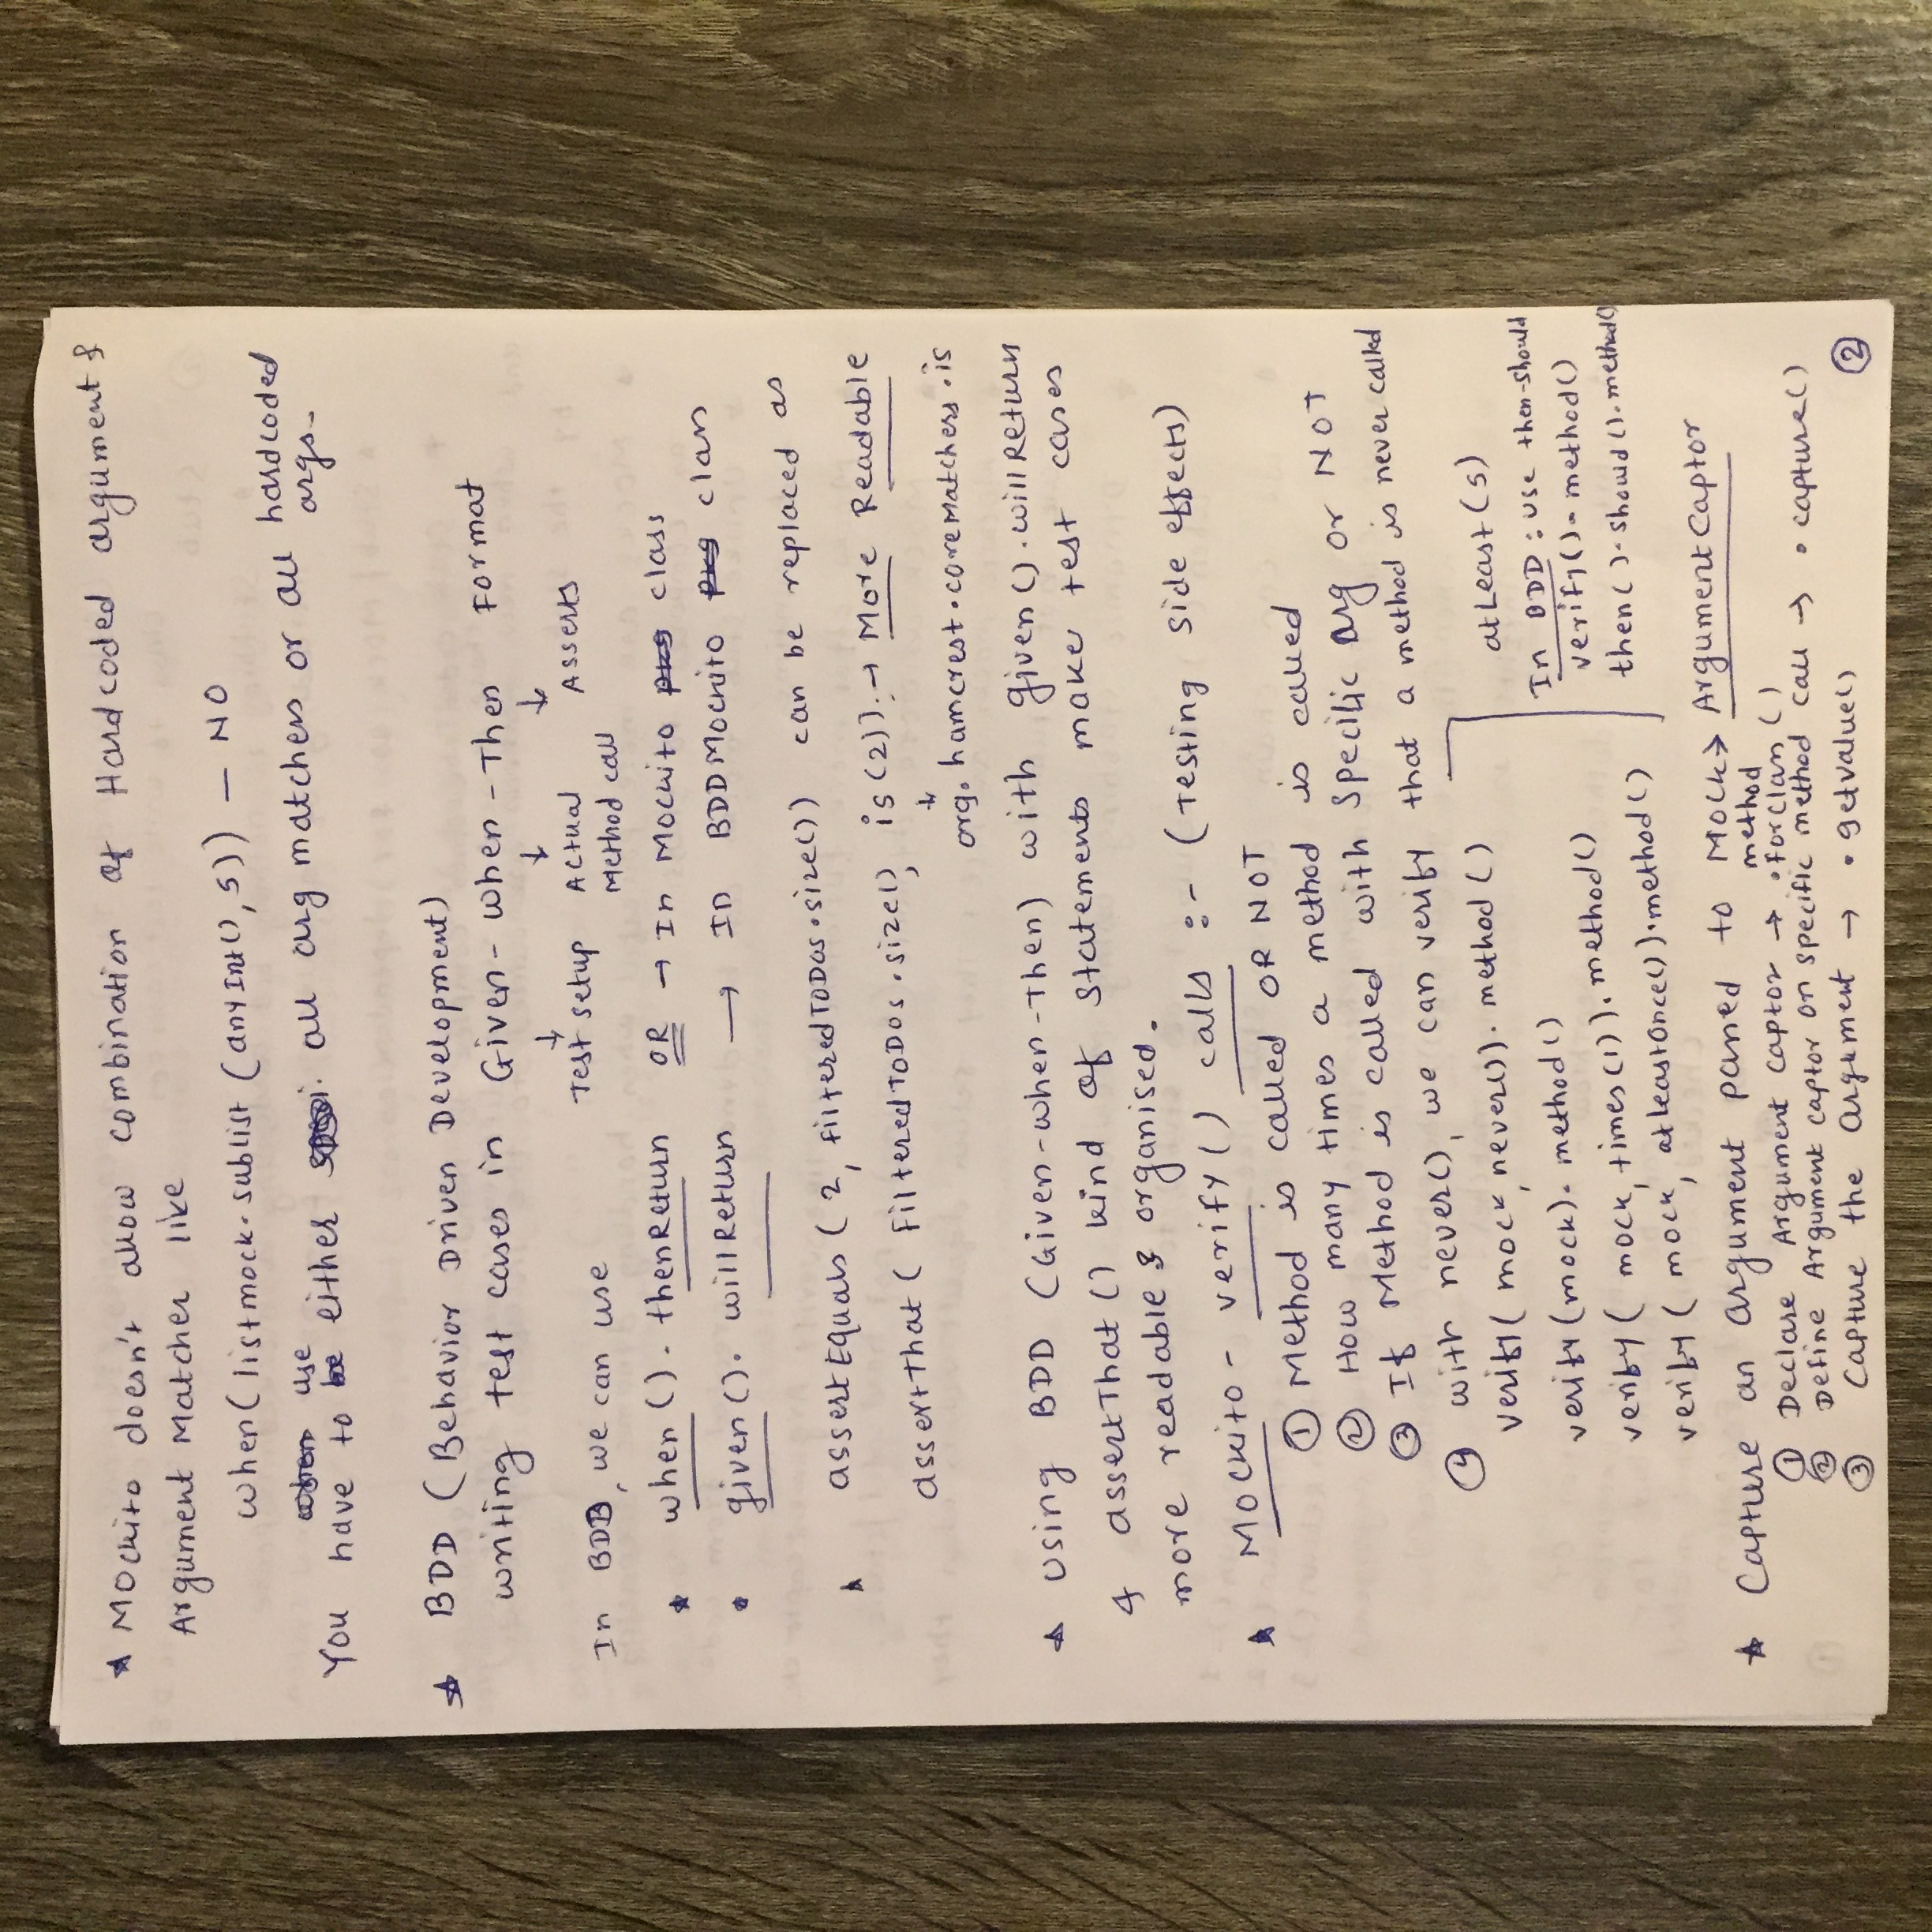 ★ Mockito doesn't allow combination of Hardcoded argument &
Argument Matcher like
when(listmock.sublist(anyInt(), 5)) — NO
You have to use either all arg matchers or all hardcoded args.
★ BDD (Behavior Driven Development)
writing test cases in Given - When - Then Format
↓ ↓ ↓
Test setup Actual Method call Asserts
In BDD, we can use
★ when().thenReturn OR → In Mockito class
★ given().willReturn → In BDDMockito class
★ assertEquals(2, filteredToDos.size()) can be replaced as
assertThat(filteredToDos.size(), is(2)); → More Readable
↓
org.hamcrest.coreMatchers.is
★ Using BDD (Given-When-Then) with given().willReturn
& assertThat() kind of statements make test cases
more readable & organised.
★ Mockito - verify() calls :- (Testing side effects)
① Method is called OR NOT
② How many times a method is called
③ If Method is called with specific arg or NOT
④ with never(), we can verify that a method is never called
verify(mock, never()).method()
verify(mock).method()
verify(mock, times(1)).method()
verify(mock, atleastOnce()).method()
atLeast(5)
In BDD: use then-should
verify().method()
then().should().method()
★ Capture an argument passed to Mock method → ArgumentCaptor
① Declare Argument captor → .forClass()
② Define Argument captor on specific method call → .capture()
③ Capture the argument → .getvalue()
②